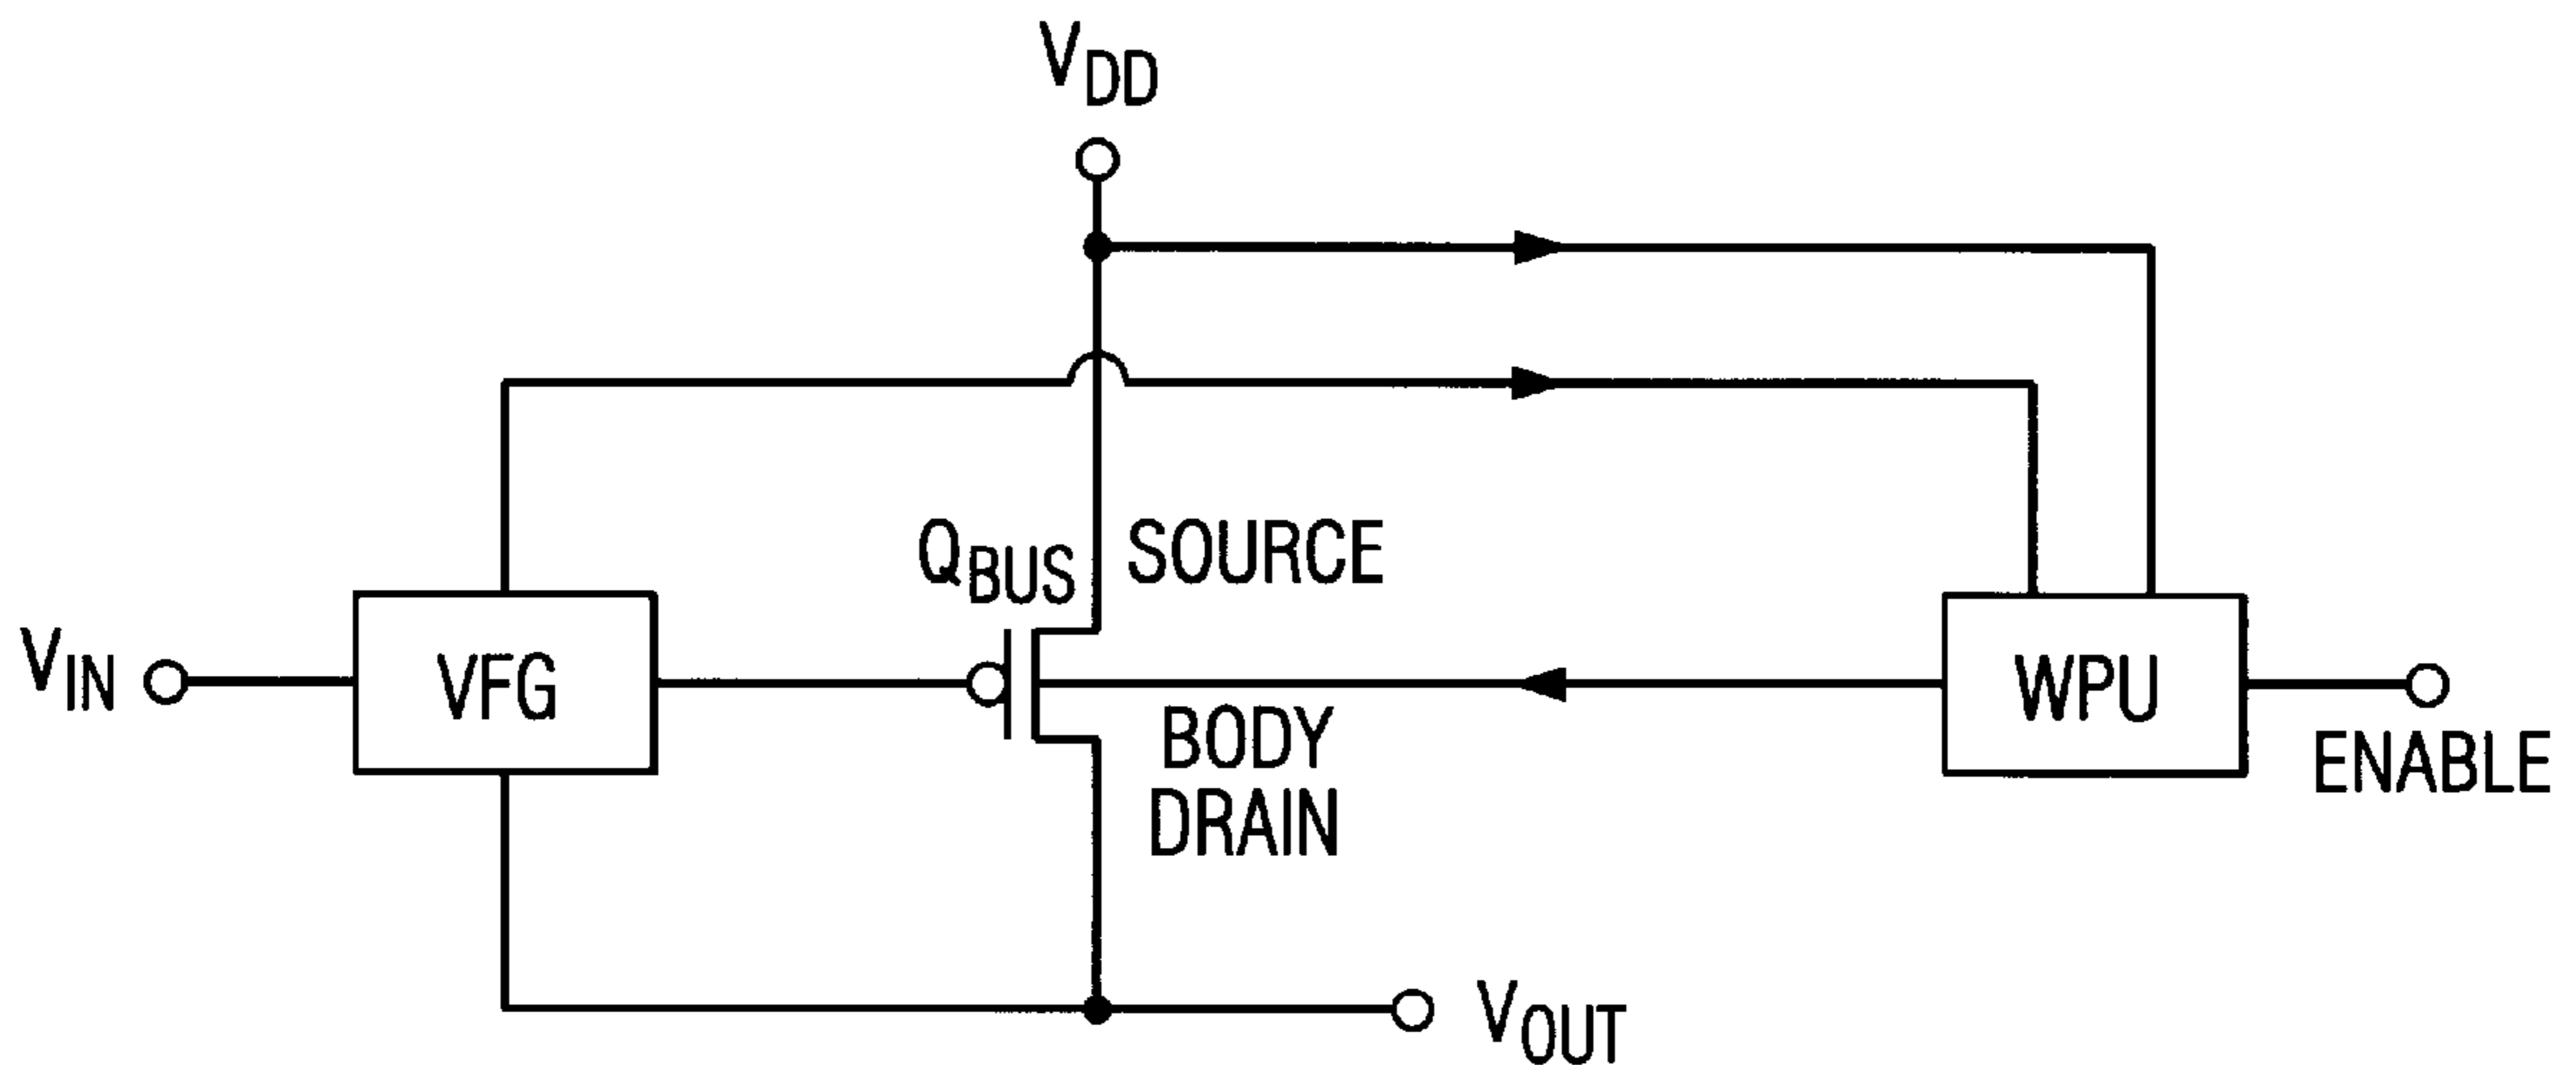 VDD
QBUS SOURCE
VIN
VFG
WPU
BODY
ENABLE
DRAIN
VOUT